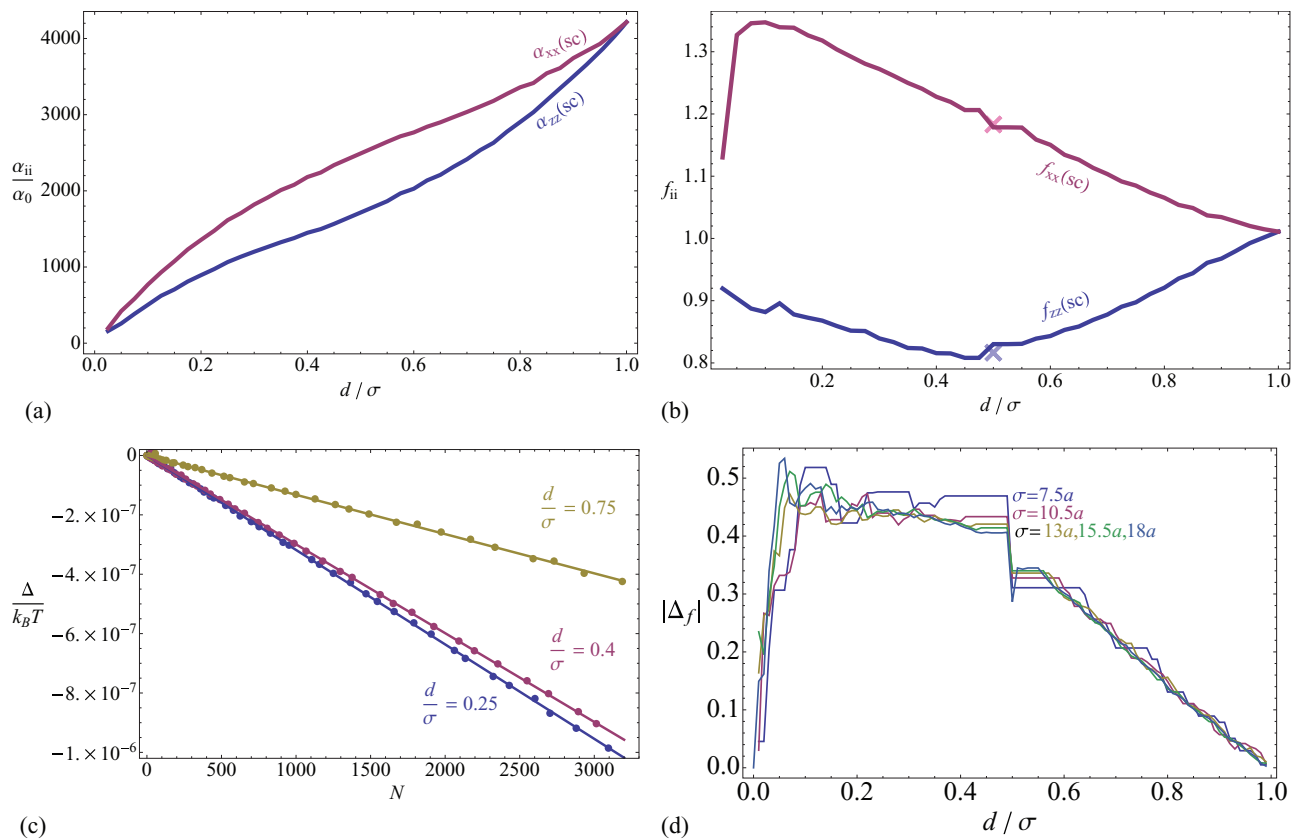 4000
3000
2000
1000
0
α_ii
α_0
α_xx(sc)
α_zz(sc)
0.0 0.2 0.4 0.6 0.8 1.0
d / σ
(a)
1.3
1.2
1.1
1.0
0.9
0.8
f_ii
f_xx(sc)
f_zz(sc)
0.2 0.4 0.6 0.8 1.0
d / σ
(b)
0
−2. × 10^−7
−4. × 10^−7
−6. × 10^−7
−8. × 10^−7
−1. × 10^−6
Δ
k_B T
d
σ = 0.75
d
σ = 0.4
d
σ = 0.25
0 500 1000 1500 2000 2500 3000
N
(c)
0.5
0.4
0.3
0.2
0.1
0.0
|Δ_f|
σ=7.5a
σ=10.5a
σ= 13a,15.5a,18a
0.0 0.2 0.4 0.6 0.8 1.0
d / σ
(d)